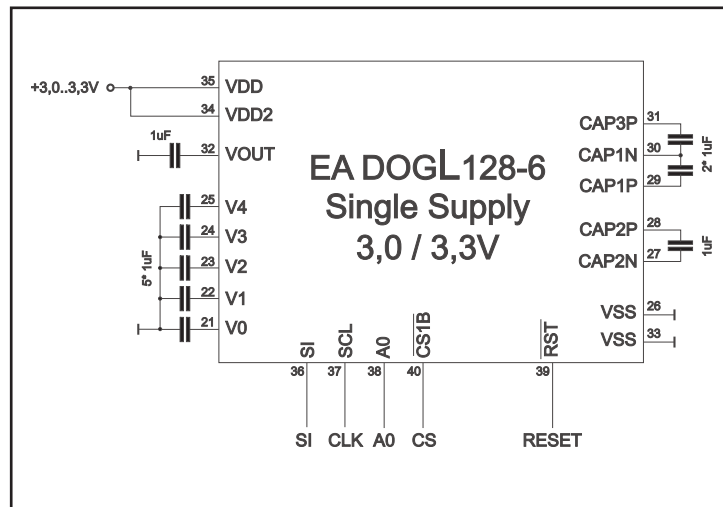 +3,0..3,3V
35 VDD
34 VDD2
1uF
32 VOUT
25 V4
24 V3
23 V2
22 V1
21 V0
5* 1uF
EA DOGL128-6
Single Supply
3,0 / 3,3V
CAP3P 31
CAP1N 30
CAP1P 29
2* 1uF
CAP2P 28
CAP2N 27
1uF
VSS 26
VSS 33
SI SCL A0 CS1B RST
36 37 38 40 39
SI CLK A0 CS RESET